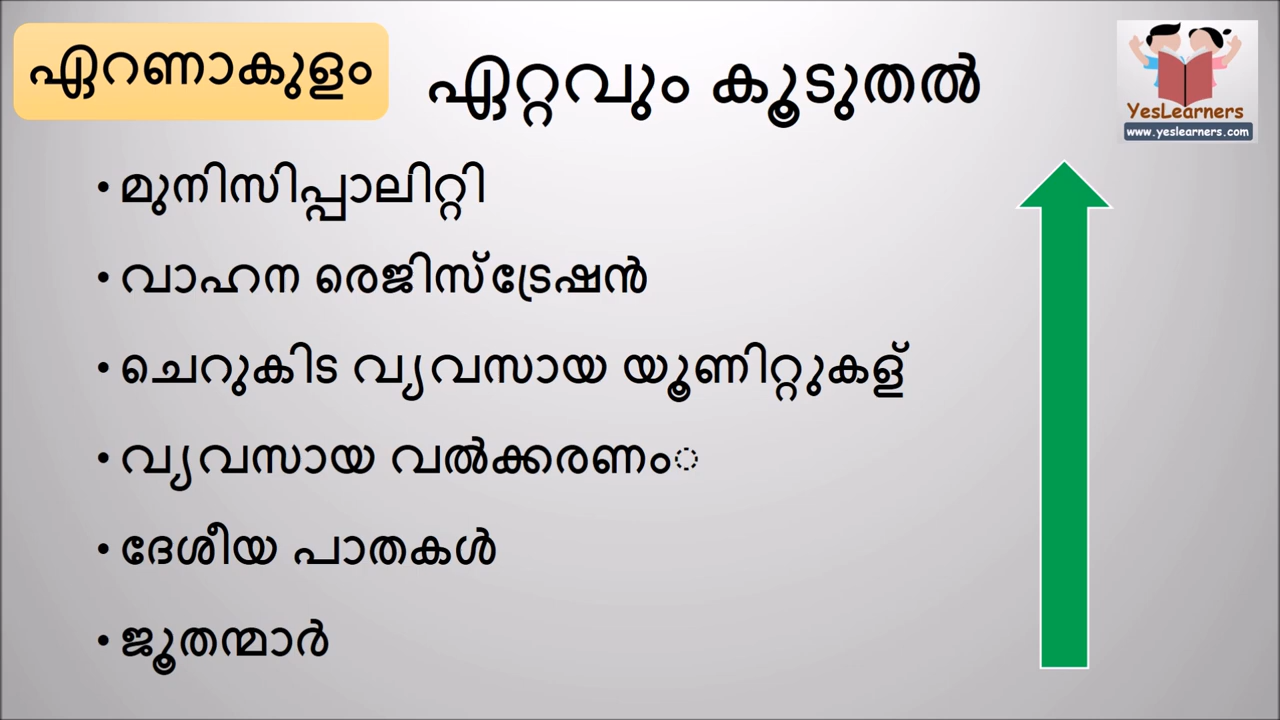 ഏറണാകുളം
ഏറ്റവും കൂടുതൽ
YesLearners
www.yeslearners.com
• മുനിസിപ്പാലിറ്റി
• വാഹന രെജിസ്ട്രേഷൻ
• ചെറുകിട വ്യവസായ യൂണിറ്റുകള്
• വ്യവസായ വൽക്കരണം്
• ദേശീയ പാതകൾ
• ജൂതന്മാർ